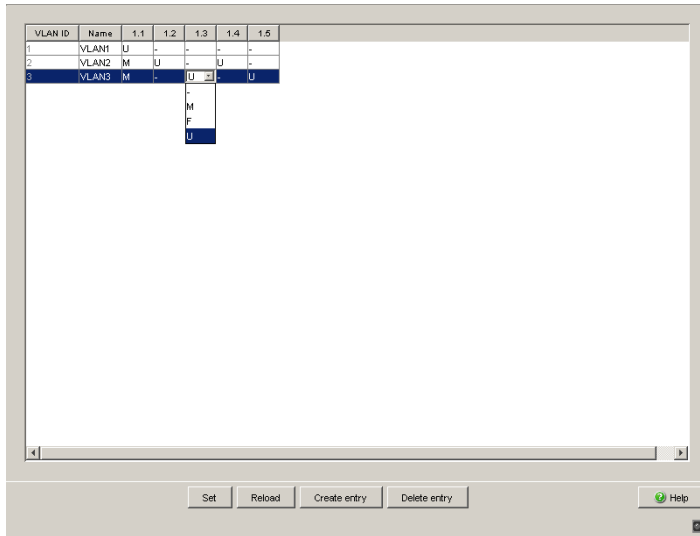 VLAN ID Name 1.1 1.2 1.3 1.4 1.5
1 VLAN1 U - - - -
2 VLAN2 M U - U -
3 VLAN3 M - U - U
-
M
F
U
Set Reload Create entry Delete entry Help